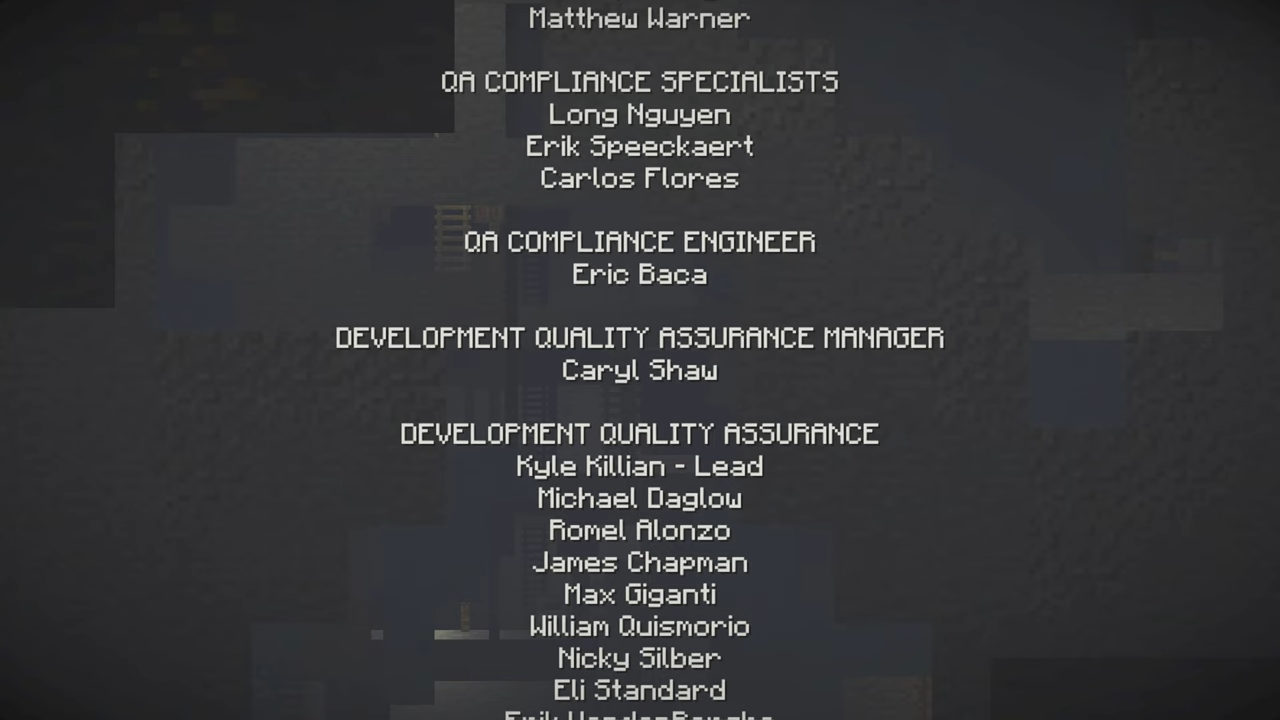 Matthew Warner
QA COMPLIANCE SPECIALISTS
Long Nguyen
Erik Speeckaert
Carlos Flores
QA COMPLIANCE ENGINEER
Eric Baca
DEVELOPMENT QUALITY ASSURANCE MANAGER
Caryl Shaw
DEVELOPMENT QUALITY ASSURANCE
Kyle Killian - Lead
Michael Daglow
Romel Alonzo
James Chapman
Max Giganti
William Quismorio
Nicky Silber
Eli Standard
Erik